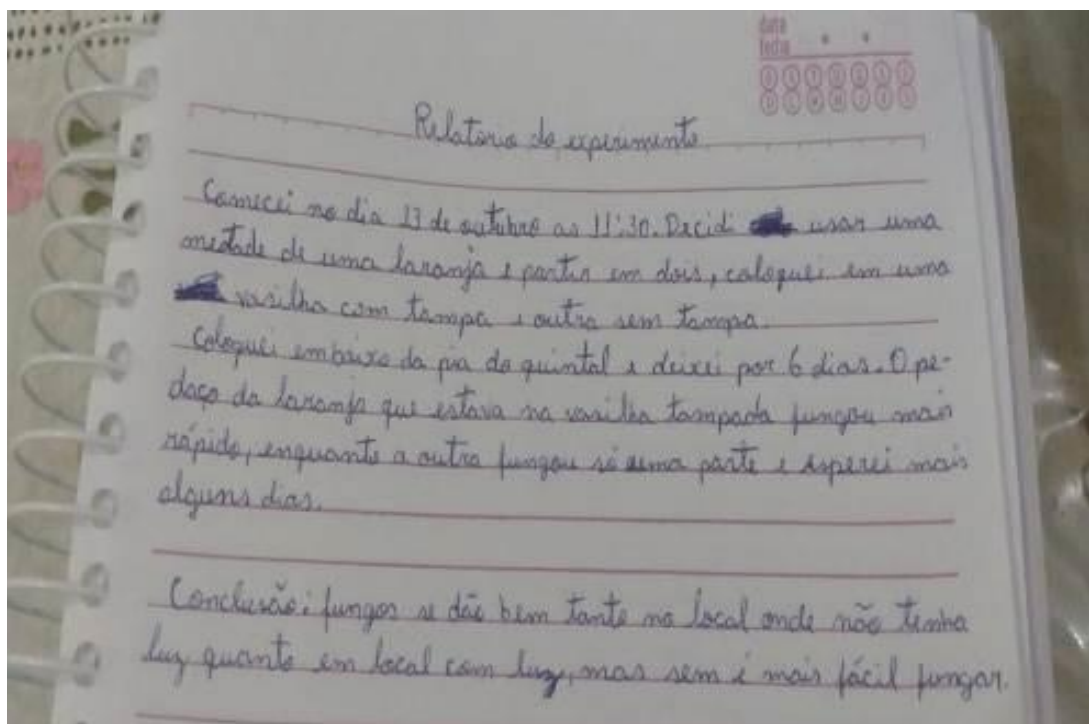 data
fecha
Relatorio do experimento
Comecei no dia 13 de outubro as 11:30. Decidi usar uma
metade de uma laranja e partir em dois, coloquei em uma
vasilha com tampa e outra sem tampa.
Coloquei embaixo da pia do quintal e deixei por 6 dias. O pe-
daço da laranja que estava na vasilha tampada fungou mais
rápido, enquanto a outra fungou só uma parte e esperei mais
alguns dias.
Conclusão: fungos se dão bem tanto no local onde não tenha
luz quanto em local com luz, mas sem é mais fácil fungar.